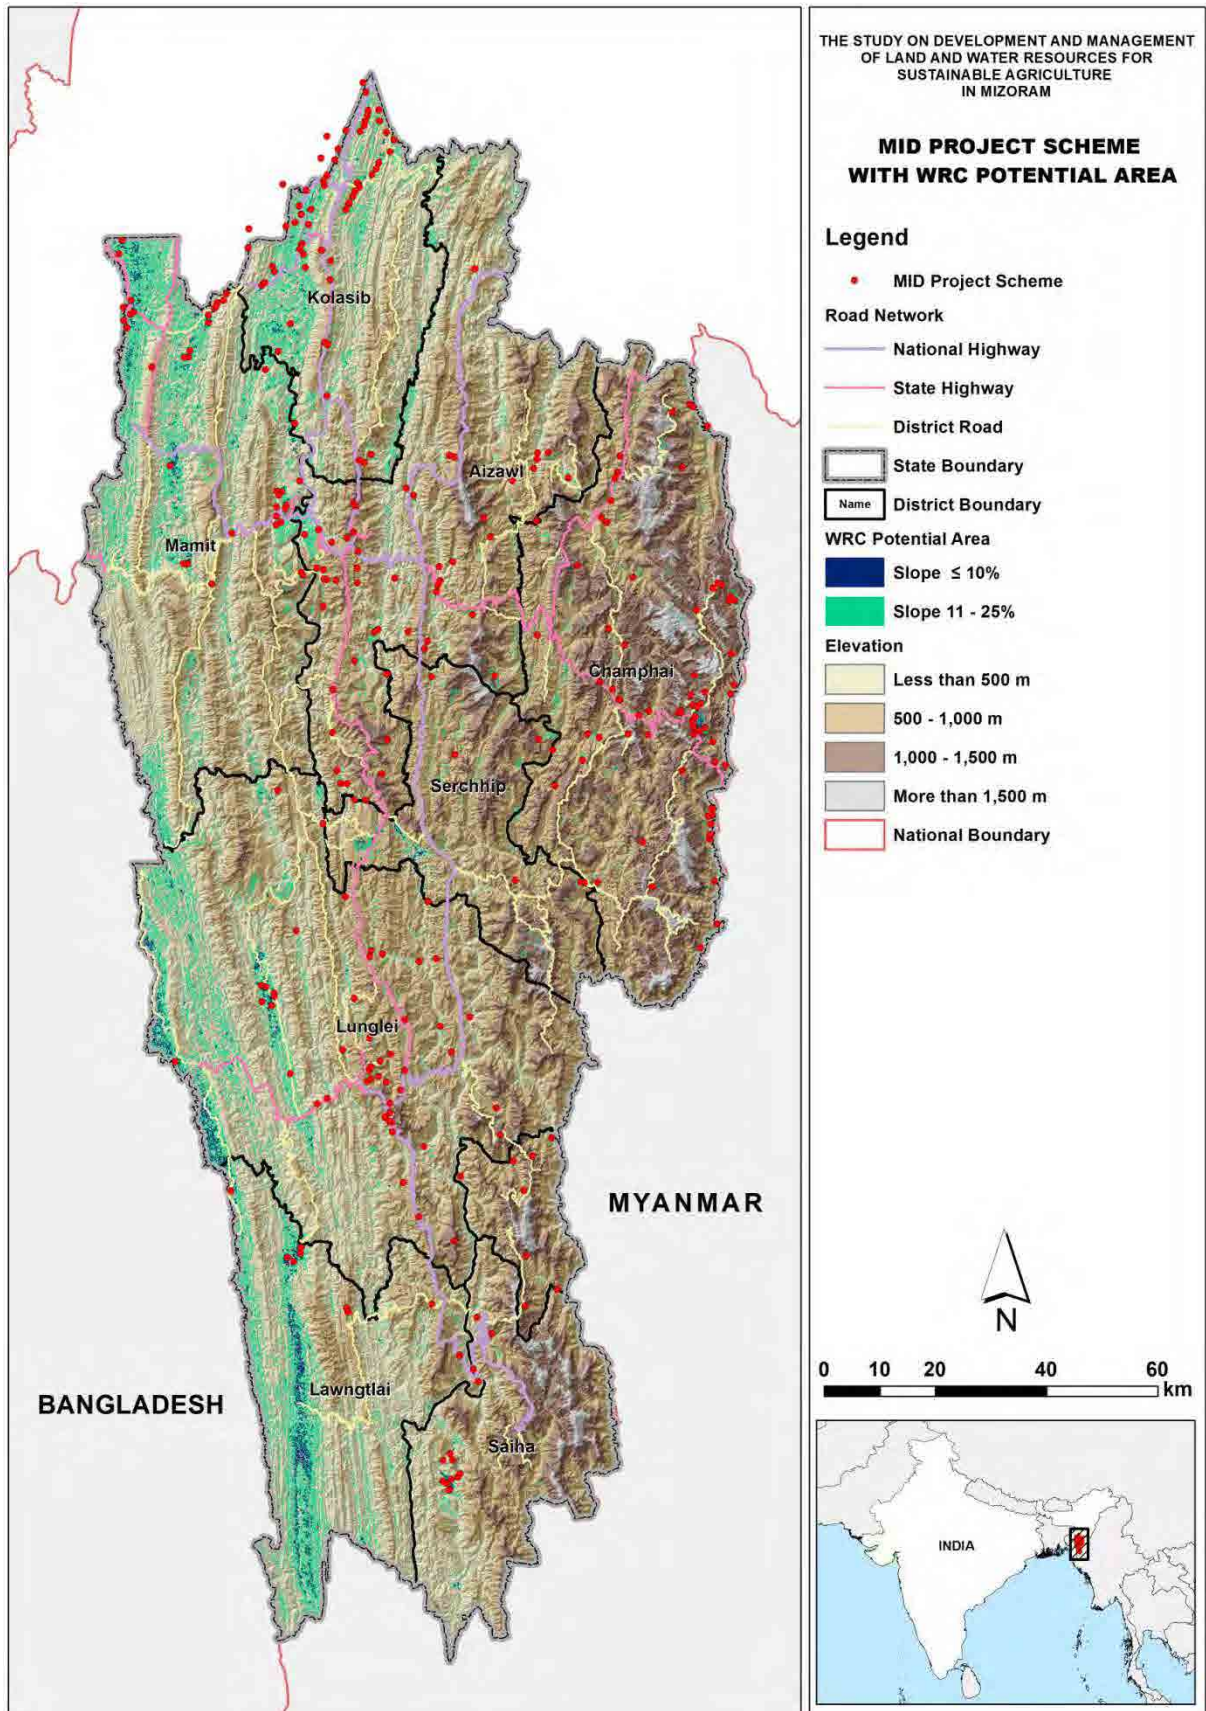 THE STUDY ON DEVELOPMENT AND MANAGEMENT
OF LAND AND WATER RESOURCES FOR
SUSTAINABLE AGRICULTURE
IN MIZORAM
MID PROJECT SCHEME
WITH WRC POTENTIAL AREA
Legend
MID Project Scheme
Road Network
National Highway
State Highway
District Road
State Boundary
Name
District Boundary
WRC Potential Area
Slope ≤ 10%
Slope 11 - 25%
Elevation
Less than 500 m
500 - 1,000 m
1,000 - 1,500 m
More than 1,500 m
National Boundary
Kolasib
Aizawl
Mamit
Champhai
Serchhip
Lunglei
MYANMAR
BANGLADESH
Lawngtlai
Saiha
N
0 10 20 40 60
km
INDIA